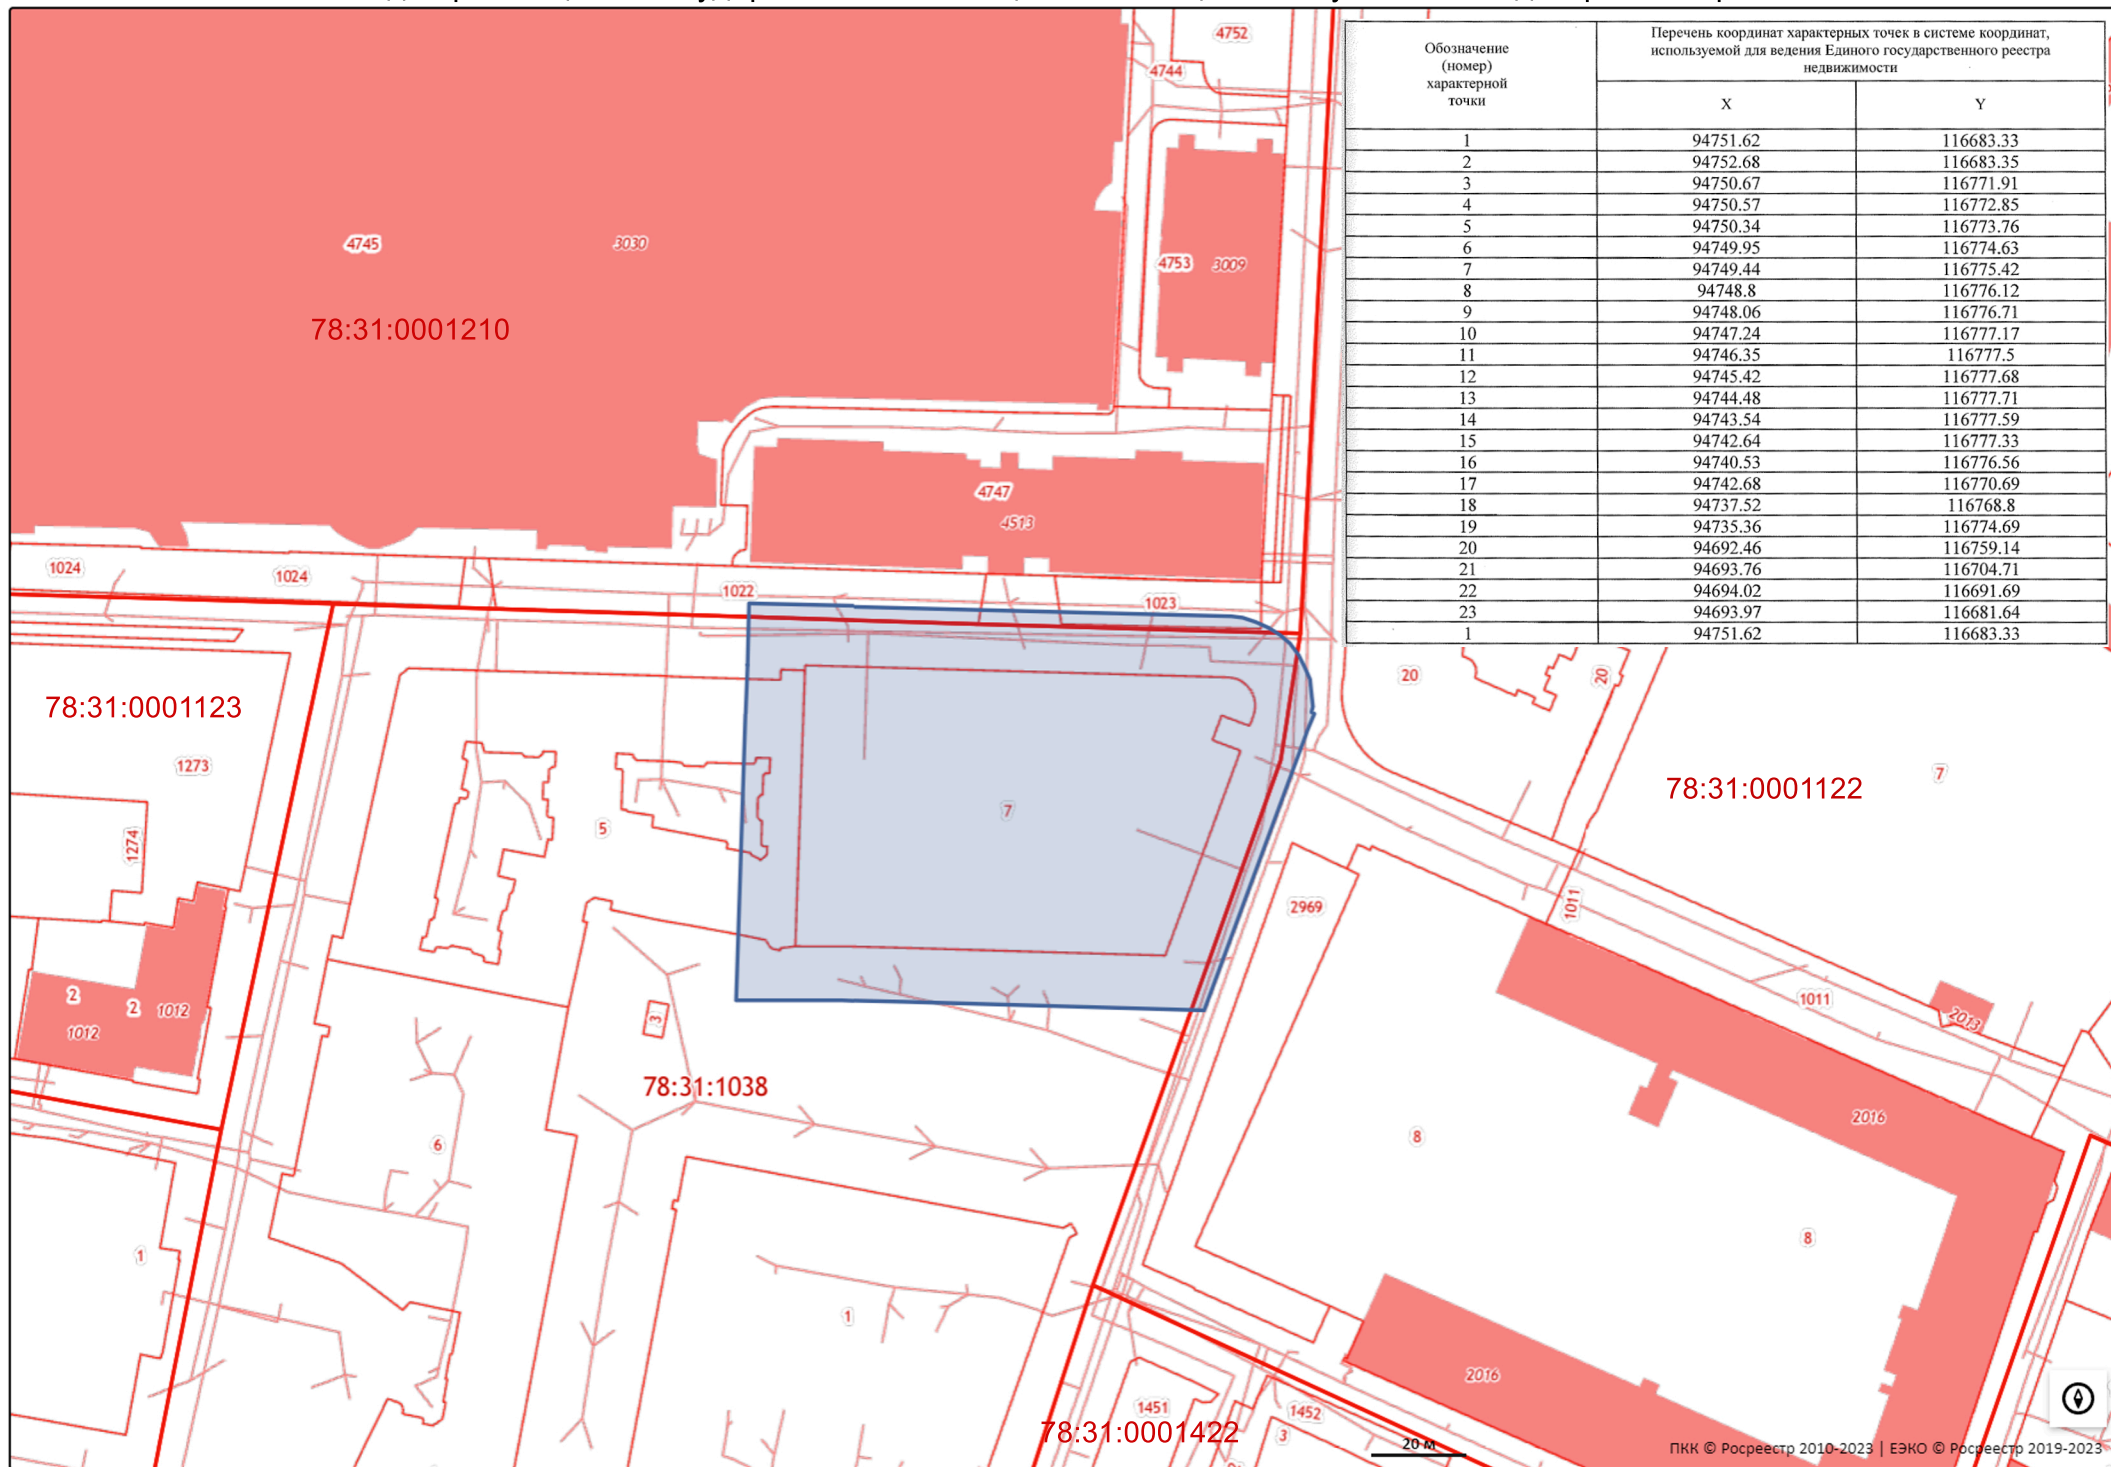 Обозначение
(номер)
характерной
точки
Перечень координат характерных точек в системе координат,
используемой для ведения Единого государственного реестра
недвижимости
X Y
1 94751.62 116683.33
2 94752.68 116683.35
3 94750.67 116771.91
4 94750.57 116772.85
5 94750.34 116773.76
6 94749.95 116774.63
7 94749.44 116775.42
8 94748.8 116776.12
9 94748.06 116776.71
10 94747.24 116777.17
11 94746.35 116777.5
12 94745.42 116777.68
13 94744.48 116777.71
14 94743.54 116777.59
15 94742.64 116777.33
16 94740.53 116776.56
17 94742.68 116770.69
18 94737.52 116768.8
19 94735.36 116774.69
20 94692.46 116759.14
21 94693.76 116704.71
22 94694.02 116691.69
23 94693.97 116681.64
1 94751.62 116683.33
4752
4744
4745
3030
4753
3009
78:31:0001210
4747
4513
1024
1024
1022
1023
20
20
78:31:0001123
1273
78:31:0001122
7
7
5
1274
2969
1011
2
2
1012
1012
3
1011
2013
78:31:1038
2016
6
8
8
1
1
2016
1451
1452
78:31:0001422
3
20 м
ПКК © Росреестр 2010-2023 | ЕЭКО © Росреестр 2019-2023